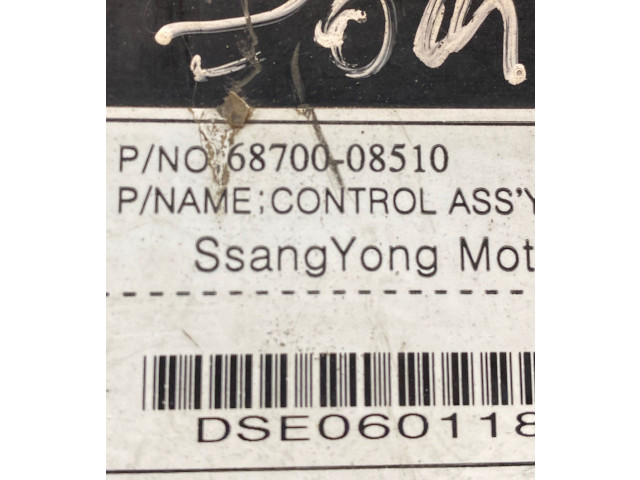 P/NO 68700-08510
P/NAME;CONTROL ASS'Y
SsangYong Mot
DSE060118